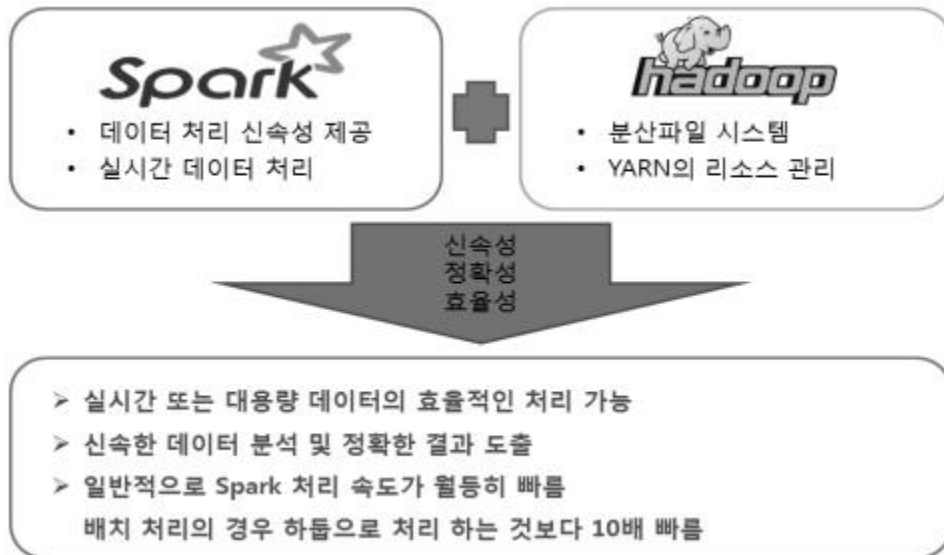 Spark
• 데이터 처리 신속성 제공
• 실시간 데이터 처리
hadoop
• 분산파일 시스템
• YARN의 리소스 관리
신속성
정확성
효율성
➢ 실시간 또는 대용량 데이터의 효율적인 처리 가능
➢ 신속한 데이터 분석 및 정확한 결과 도출
➢ 일반적으로 Spark 처리 속도가 월등히 빠름
배치 처리의 경우 하둡으로 처리 하는 것보다 10배 빠름